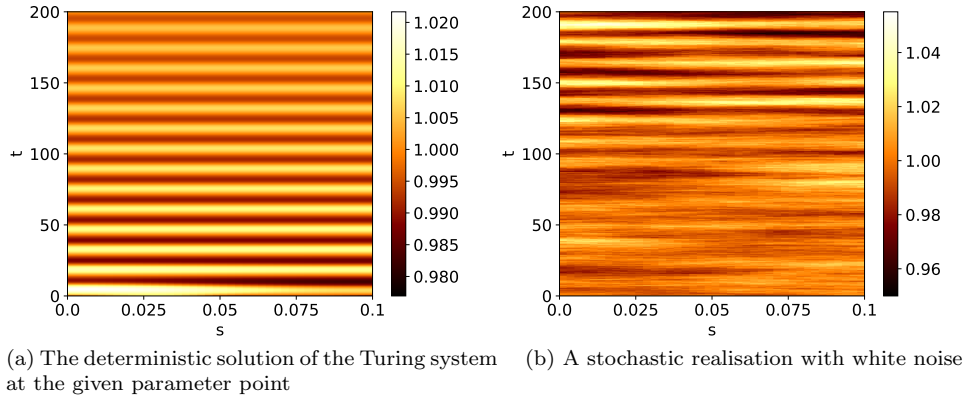 200
150
100
50
0
t
0.0 0.025 0.05 0.075 0.1
s
1.020
1.015
1.010
1.005
1.000
0.995
0.990
0.985
0.980
200
150
100
50
0
t
0.0 0.025 0.05 0.075 0.1
s
1.04
1.02
1.00
0.98
0.96
(a) The deterministic solution of the Turing system
at the given parameter point
(b) A stochastic realisation with white noise